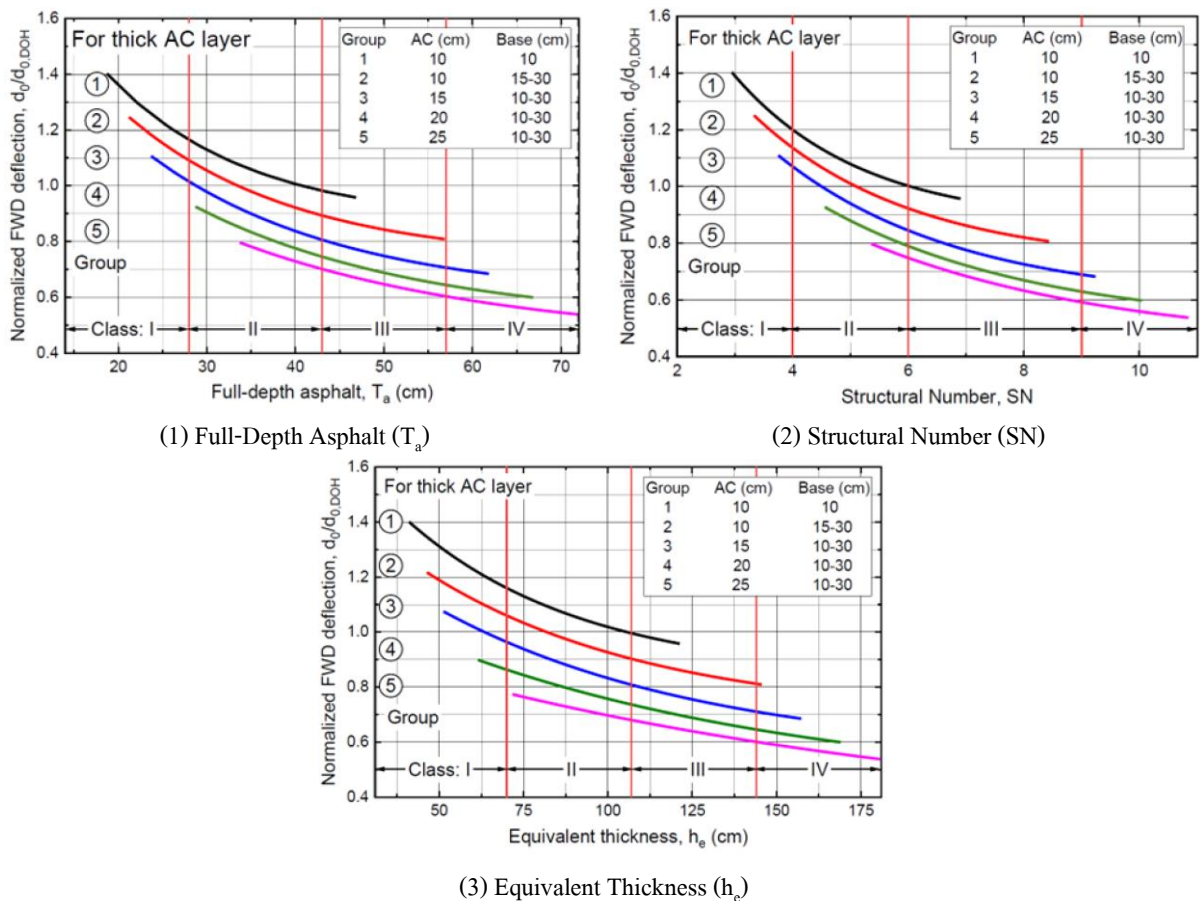 For thick AC layer
Group AC (cm) Base (cm)
1 10 10
2 10 15-30
3 15 10-30
4 20 10-30
5 25 10-30
1.6
1.4
1.2
1.0
0.8
0.6
0.4
Normalized FWD deflection, d0/d0,DOH
①
②
③
④
⑤
Group
Class: I II III IV
20 30 40 50 60 70
Full-depth asphalt, Ta (cm)
(1) Full-Depth Asphalt (Ta)
For thick AC layer
Group AC (cm) Base (cm)
1 10 10
2 10 15-30
3 15 10-30
4 20 10-30
5 25 10-30
1.6
1.4
1.2
1.0
0.8
0.6
0.4
Normalized FWD deflection, d0/d0,DOH
①
②
③
④
⑤
Group
Class: I II III IV
2 4 6 8 10
Structural Number, SN
(2) Structural Number (SN)
For thick AC layer
Group AC (cm) Base (cm)
1 10 10
2 10 15-30
3 15 10-30
4 20 10-30
5 25 10-30
1.6
1.4
1.2
1.0
0.8
0.6
0.4
Normalized FWD deflection, d0/d0,DOH
①
②
③
④
⑤
Group
Class: I II III IV
50 75 100 125 150 175
Equivalent thickness, he (cm)
(3) Equivalent Thickness (he)